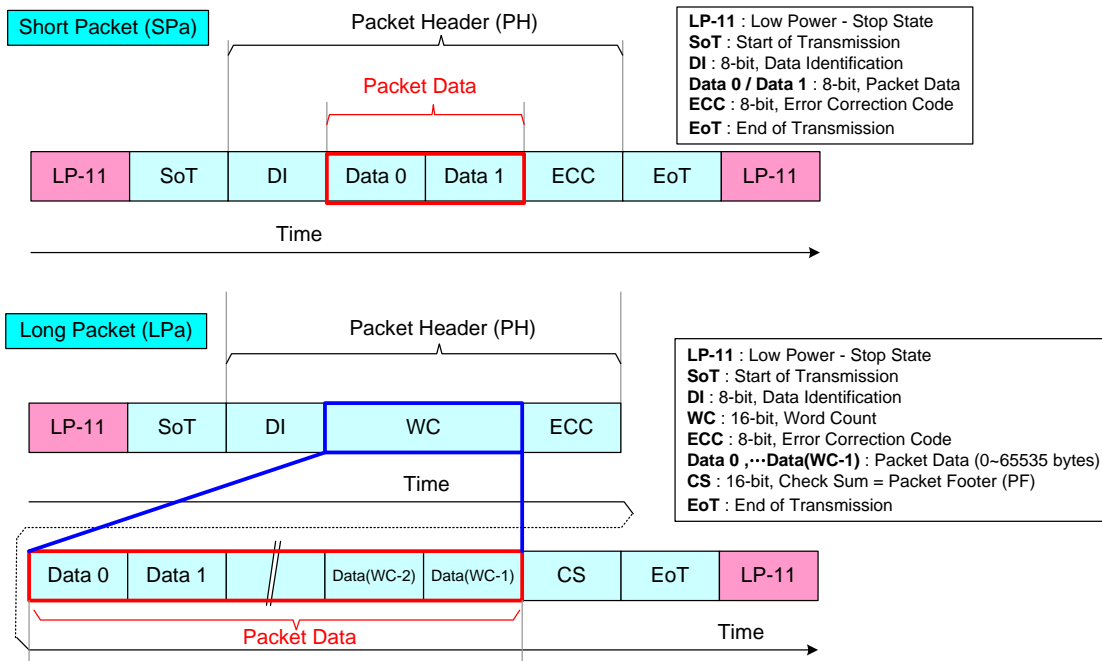 Short Packet (SPa)
Packet Header (PH)
Packet Data
LP-11 : Low Power - Stop State
SoT : Start of Transmission
DI : 8-bit, Data Identification
Data 0 / Data 1 : 8-bit, Packet Data
ECC : 8-bit, Error Correction Code
EoT : End of Transmission
LP-11 SoT DI Data 0 Data 1 ECC EoT LP-11
Time
Long Packet (LPa)
Packet Header (PH)
LP-11 : Low Power - Stop State
SoT : Start of Transmission
DI : 8-bit, Data Identification
WC : 16-bit, Word Count
ECC : 8-bit, Error Correction Code
Data 0 ,⋯Data(WC-1) : Packet Data (0~65535 bytes)
CS : 16-bit, Check Sum = Packet Footer (PF)
EoT : End of Transmission
LP-11 SoT DI WC ECC
Time
Data 0 Data 1 // Data(WC-2) Data(WC-1) CS EoT LP-11
Packet Data
Time